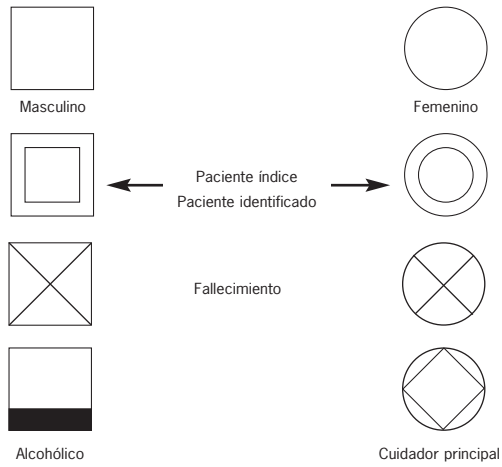 Masculino
Femenino
Paciente índice
Paciente identificado
Fallecimiento
Alcohólico
Cuidador principal